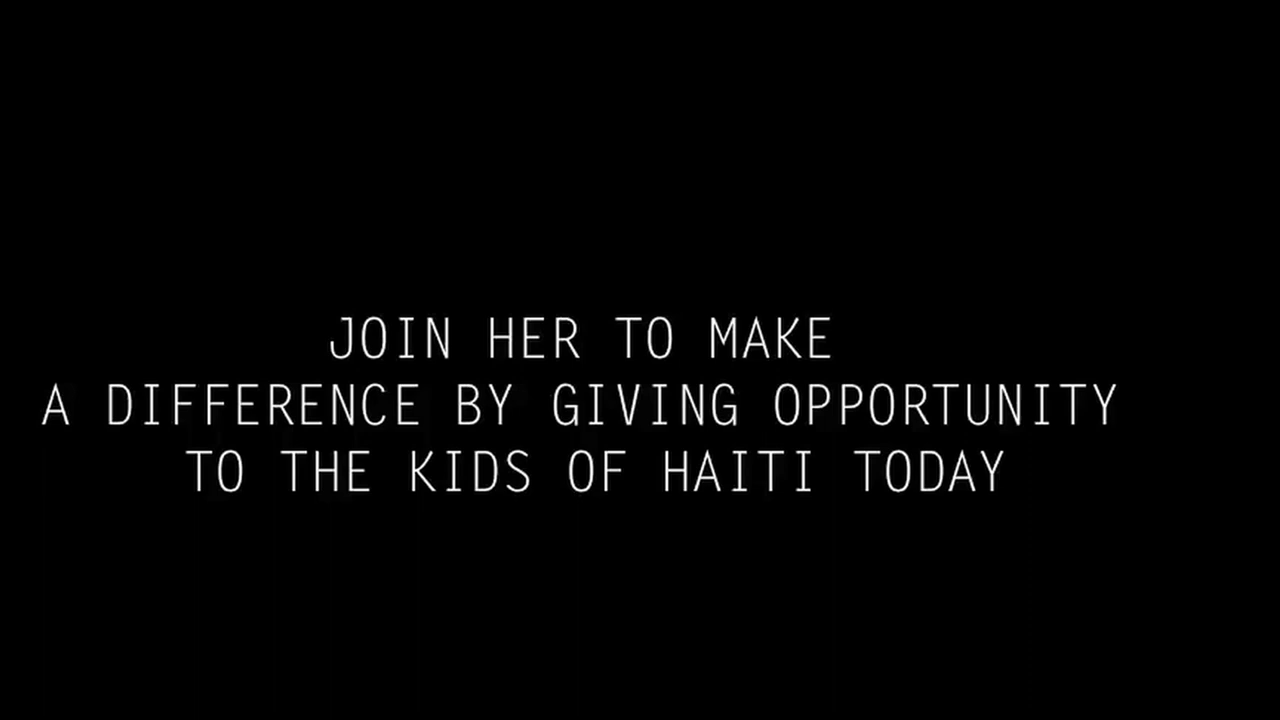 JOIN HER TO MAKE
A DIFFERENCE BY GIVING OPPORTUNITY
TO THE KIDS OF HAITI TODAY